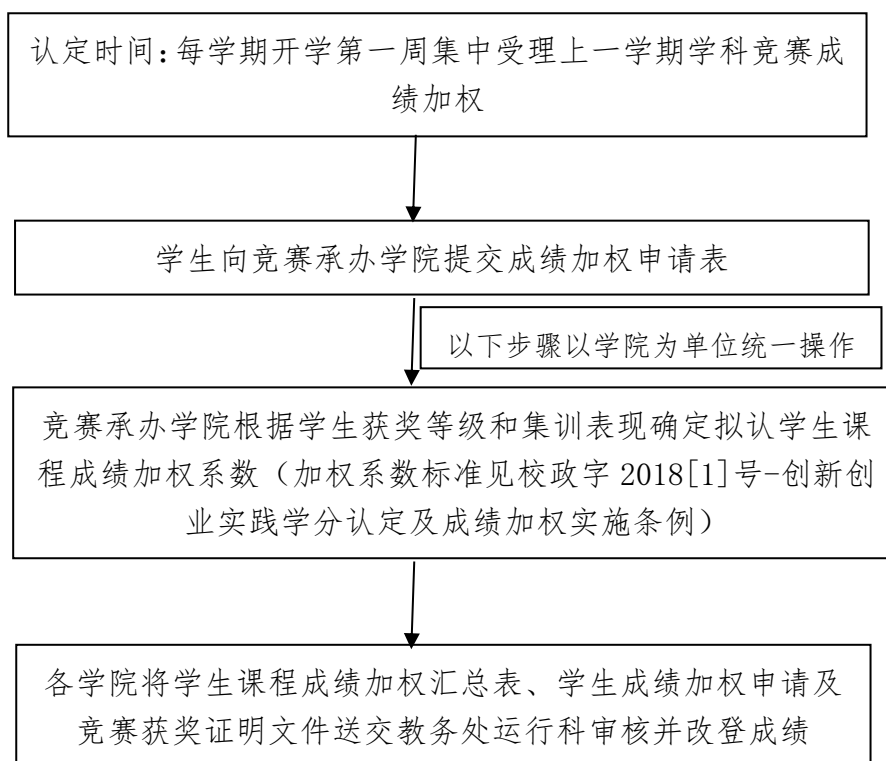 认定时间：每学期开学第一周集中受理上一学期学科竞赛成
绩加权
学生向竞赛承办学院提交成绩加权申请表
以下步骤以学院为单位统一操作
竞赛承办学院根据学生获奖等级和集训表现确定拟认学生课
程成绩加权系数（加权系数标准见校政字 2018[1]号-创新创
业实践学分认定及成绩加权实施条例）
各学院将学生课程成绩加权汇总表、学生成绩加权申请及
竞赛获奖证明文件送交教务处运行科审核并改登成绩